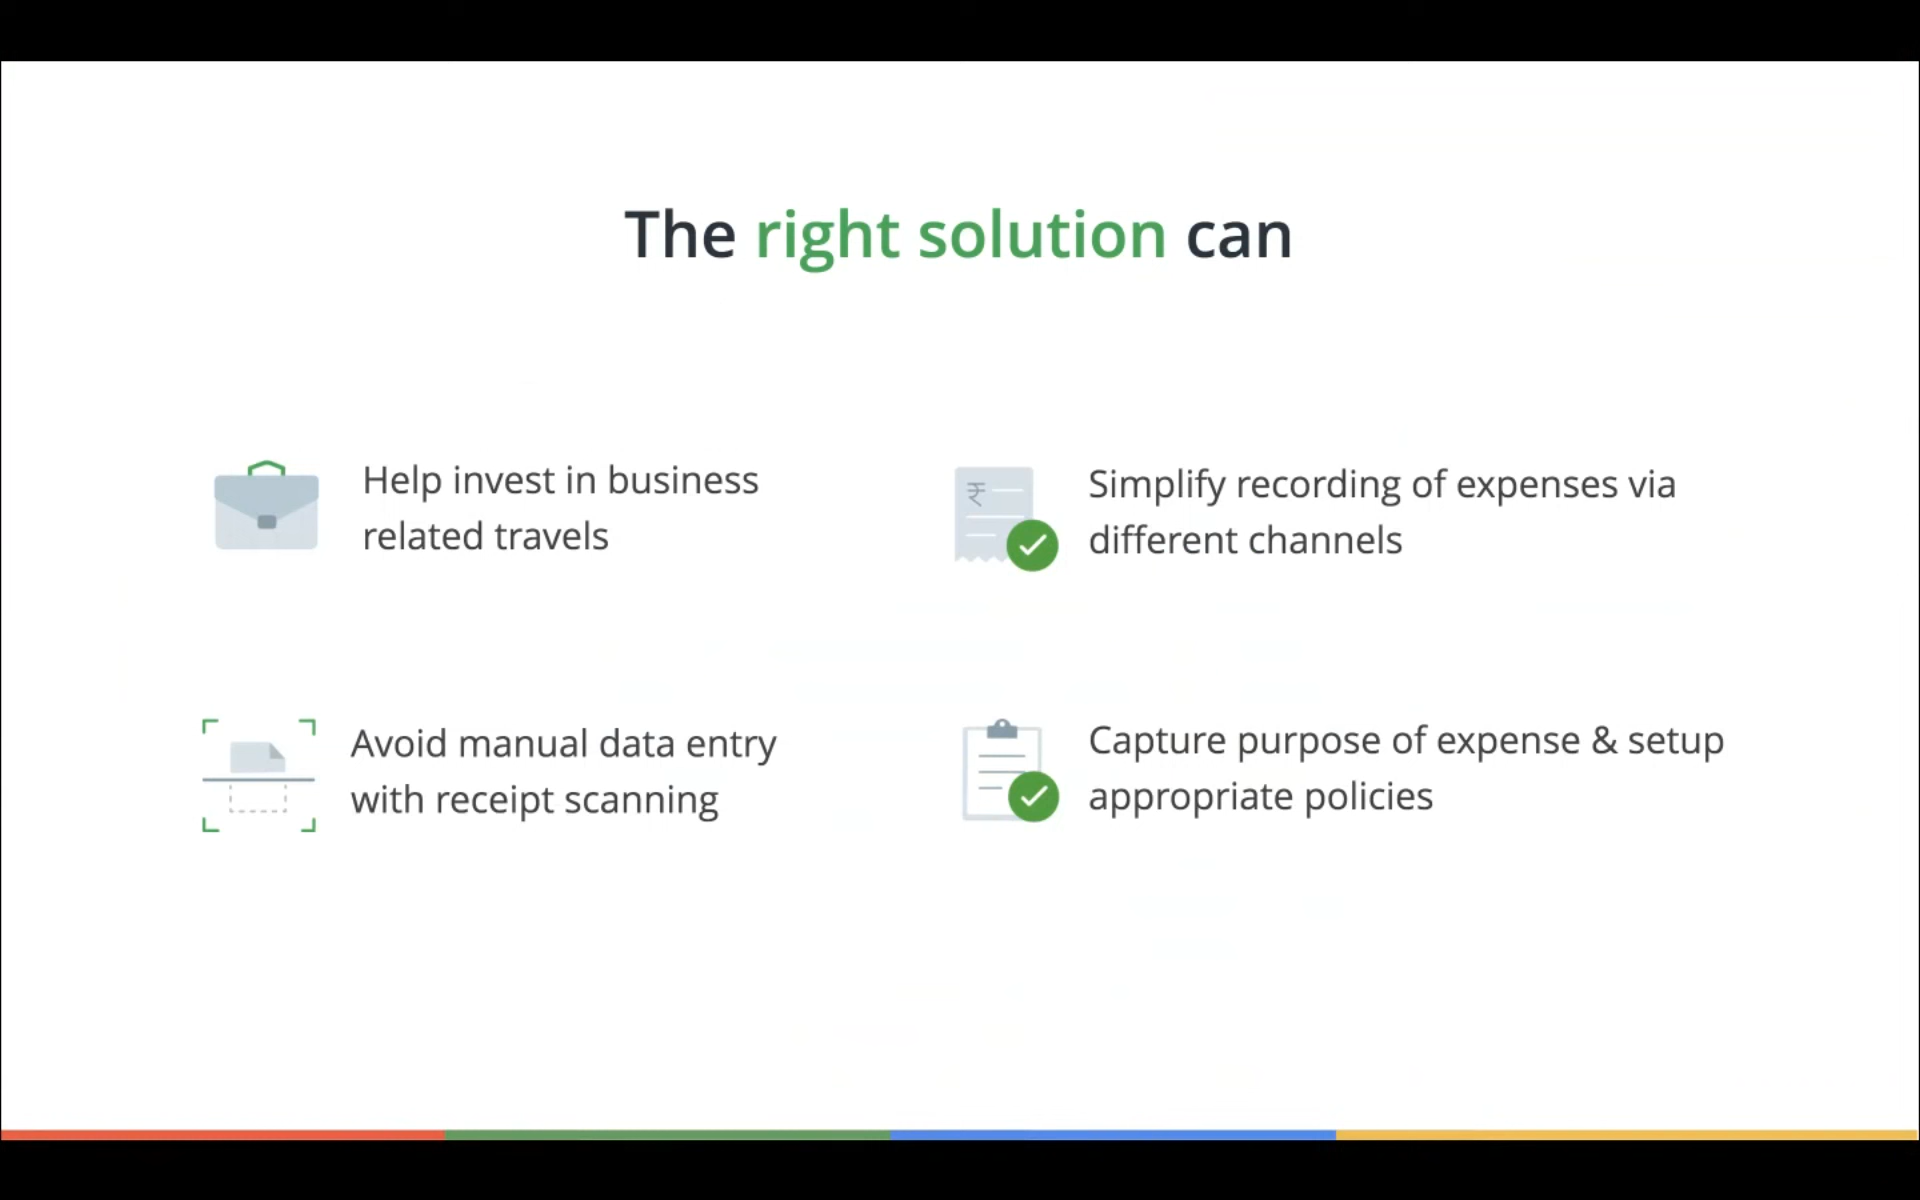 The right solution can
Help invest in business
related travels
₹
Simplify recording of expenses via
different channels
Avoid manual data entry
with receipt scanning
Capture purpose of expense & setup
appropriate policies